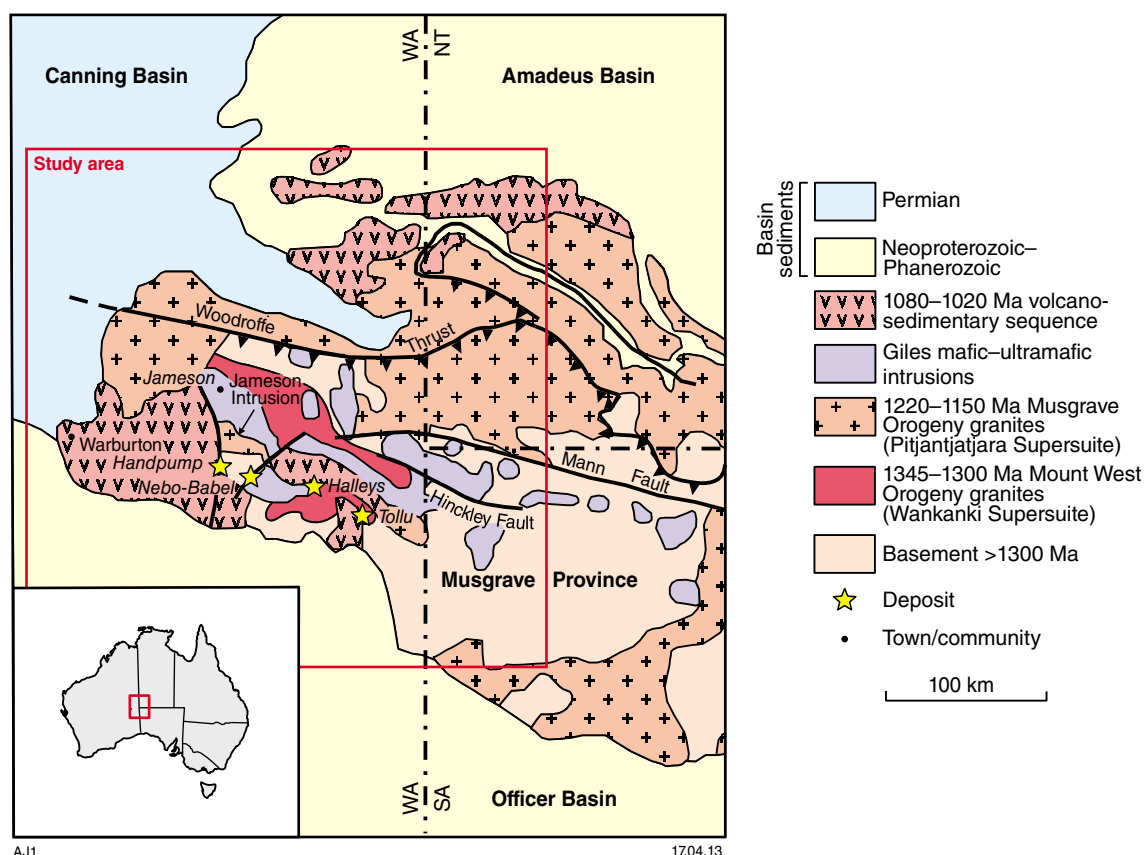 WA
NT
Canning Basin
Amadeus Basin
Study area
Woodroffe
Thrust
Jameson
Jameson
Intrusion
Warburton
Handpump
Nebo-Babel
Halleys
Tollu
Mann
Fault
Hinckley Fault
Musgrave Province
WA
SA
Officer Basin
AJ1
17.04.13
Basin
sediments
Permian
Neoproterozoic–
Phanerozoic
1080–1020 Ma volcano-
sedimentary sequence
Giles mafic–ultramafic
intrusions
1220–1150 Ma Musgrave
Orogeny granites
(Pitjantjatjara Supersuite)
1345–1300 Ma Mount West
Orogeny granites
(Wankanki Supersuite)
Basement >1300 Ma
Deposit
Town/community
100 km